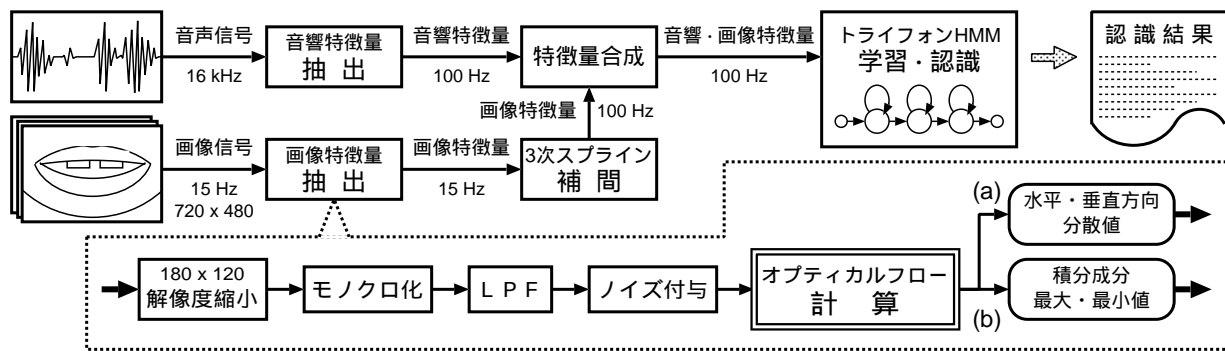 音声信号
16 kHz
音響特徴量
抽出
音響特徴量
100 Hz
特徴量合成
音響・画像特徴量
100 Hz
トライフォンHMM
学習・認識
認識結果
画像特徴量
100 Hz
画像信号
15 Hz
720 x 480
画像特徴量
抽出
画像特徴量
15 Hz
3次スプライン
補間
180 x 120
解像度縮小
モノクロ化
LPF
ノイズ付与
オプティカルフロー
計算
(a)
水平・垂直方向
分散値
(b)
積分成分
最大・最小値